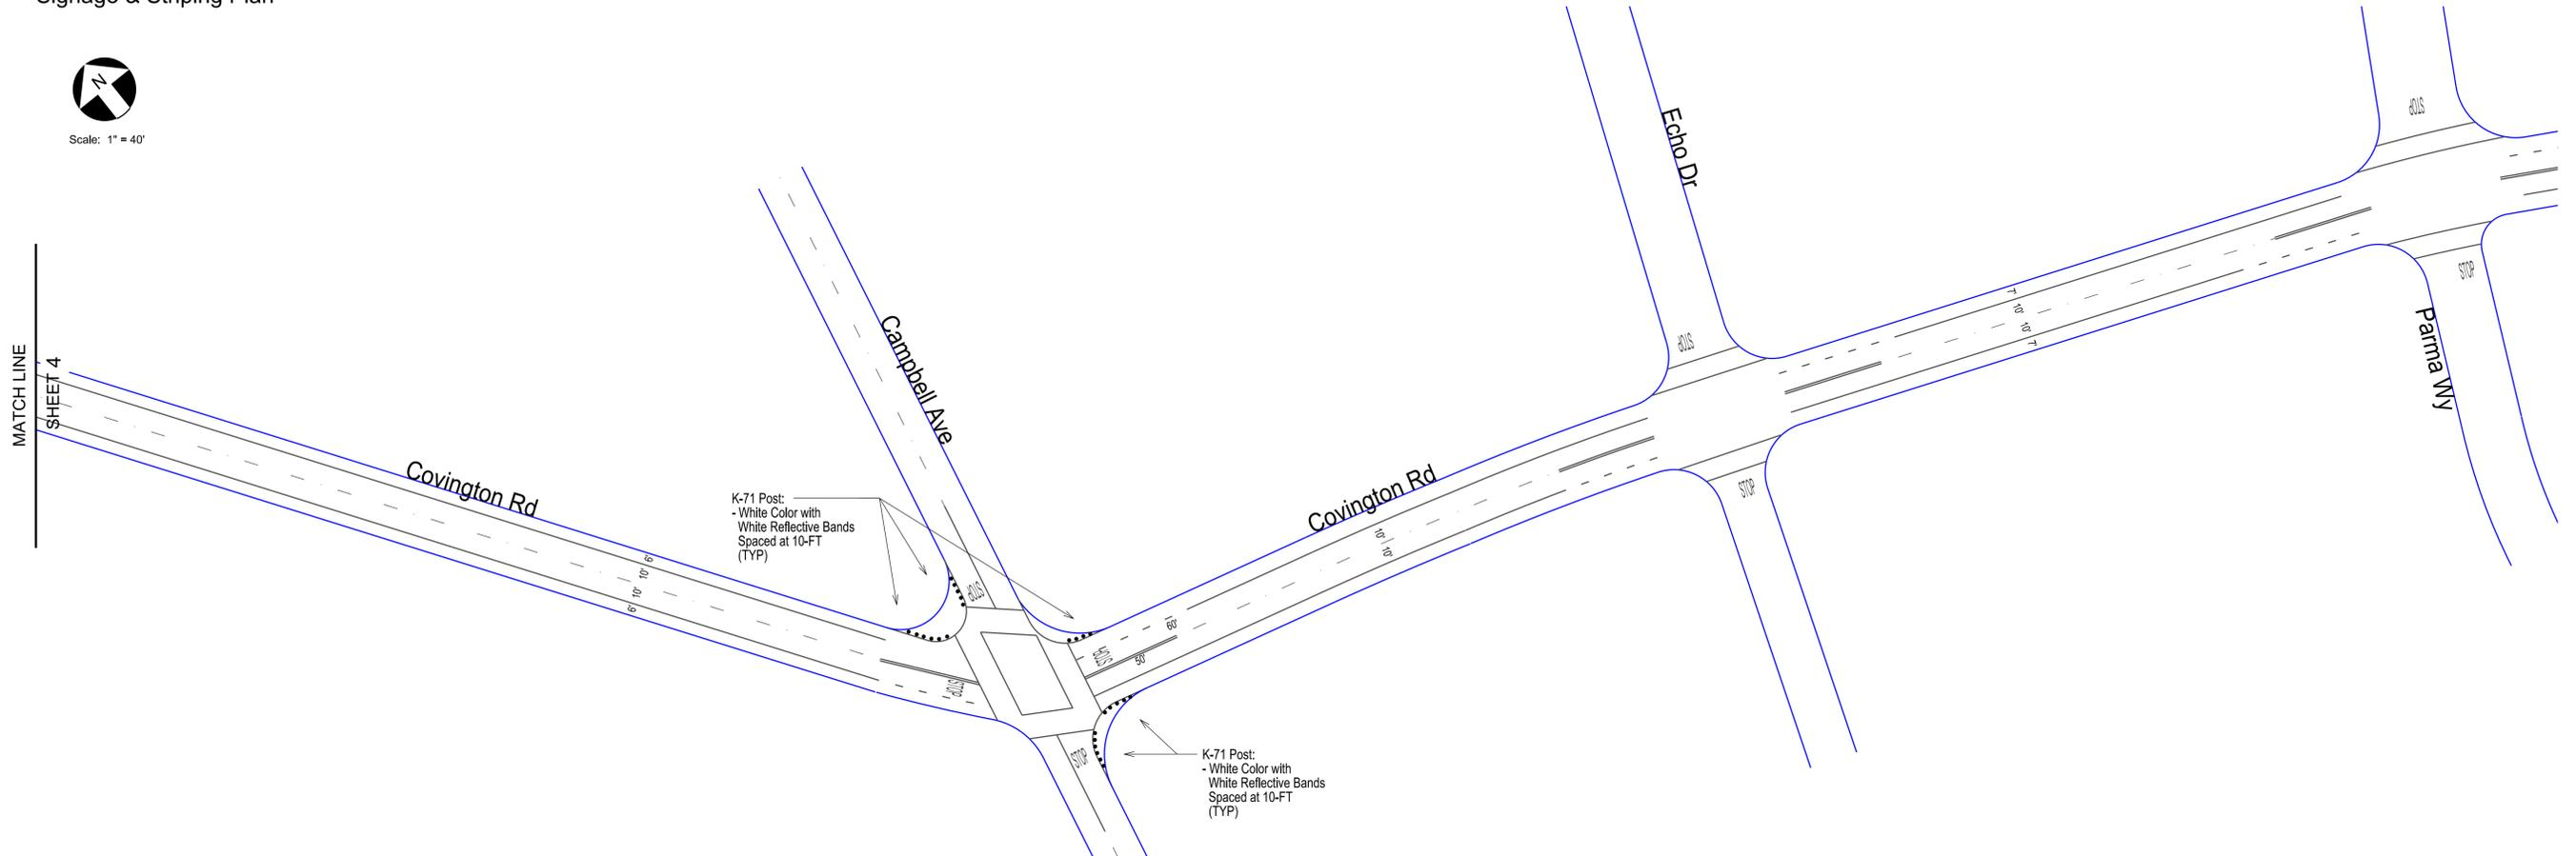 Signage & Striping Plan
N
Scale: 1" = 40'
MATCH LINE
SHEET 4
Covington Rd
6'
10'
10'
6'
Campbell Ave
K-71 Post:
- White Color with
White Reflective Bands
Spaced at 10-FT
(TYP)
STOP
STOP
STOP
STOP
60'
50'
K-71 Post:
- White Color with
White Reflective Bands
Spaced at 10-FT
(TYP)
Covington Rd
10'
10'
Echo Dr
STOP
STOP
7'
10'
10'
7'
STOP
STOP
Parma Wy